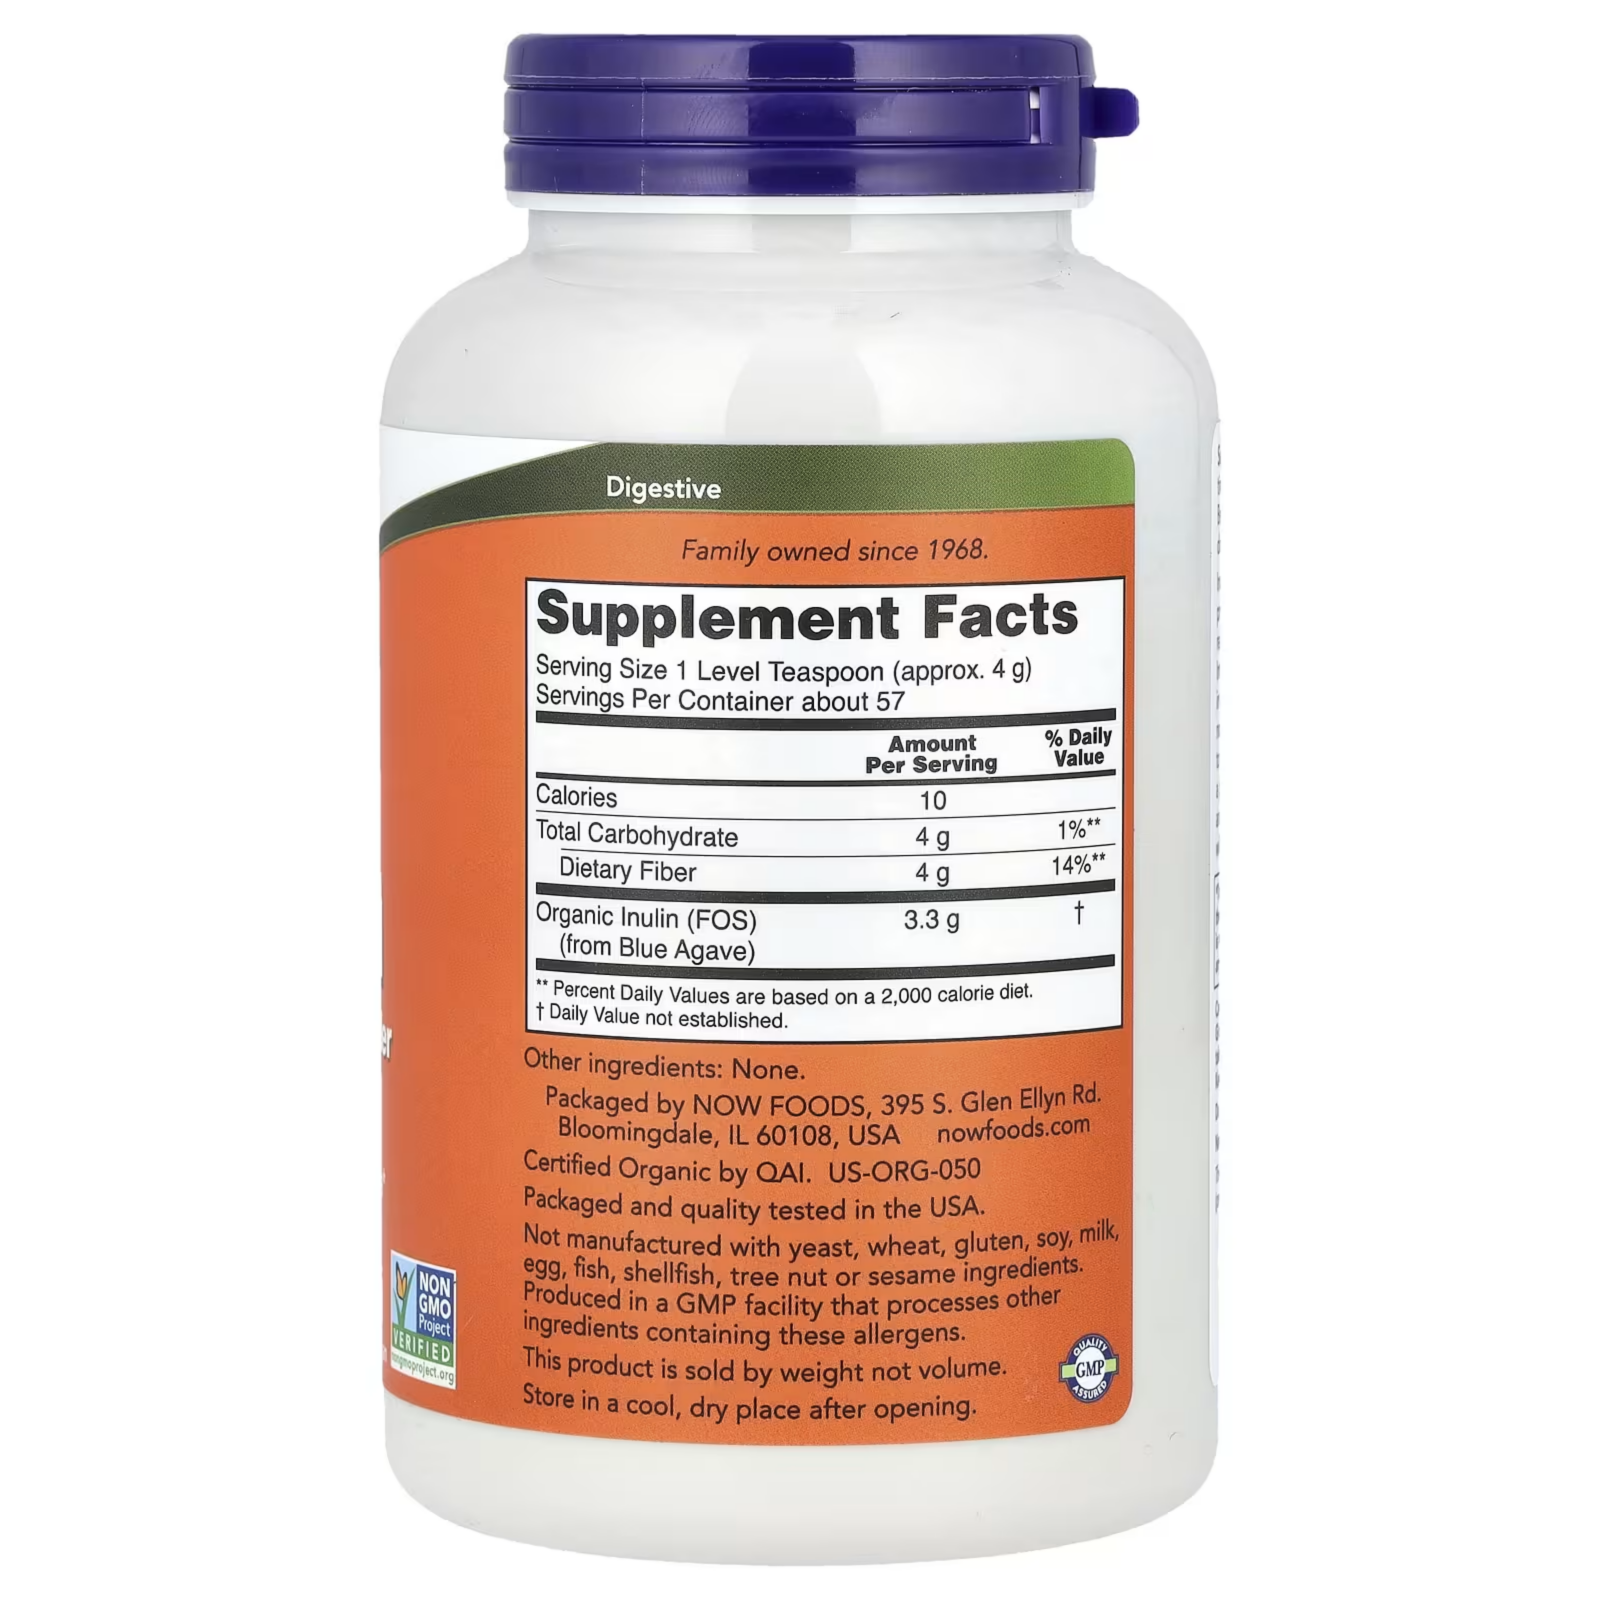 Digestive
Family owned since 1968.
Supplement Facts
Serving Size 1 Level Teaspoon (approx. 4 g)
Servings Per Container about 57
Amount Per Serving
% Daily Value
Calories 10
Total Carbohydrate 4 g 1%**
Dietary Fiber 4 g 14%**
Organic Inulin (FOS) 3.3 g †
(from Blue Agave)
** Percent Daily Values are based on a 2,000 calorie diet.
† Daily Value not established.
Other ingredients: None.
Packaged by NOW FOODS, 395 S. Glen Ellyn Rd.
Bloomingdale, IL 60108, USA nowfoods.com
Certified Organic by QAI. US-ORG-050
Packaged and quality tested in the USA.
Not manufactured with yeast, wheat, gluten, soy, milk,
egg, fish, shellfish, tree nut or sesame ingredients.
Produced in a GMP facility that processes other
ingredients containing these allergens.
This product is sold by weight not volume.
Store in a cool, dry place after opening.
NON
GMO
Project
VERIFIED
nongmoproject.org
QUALITY
GMP
ASSURED